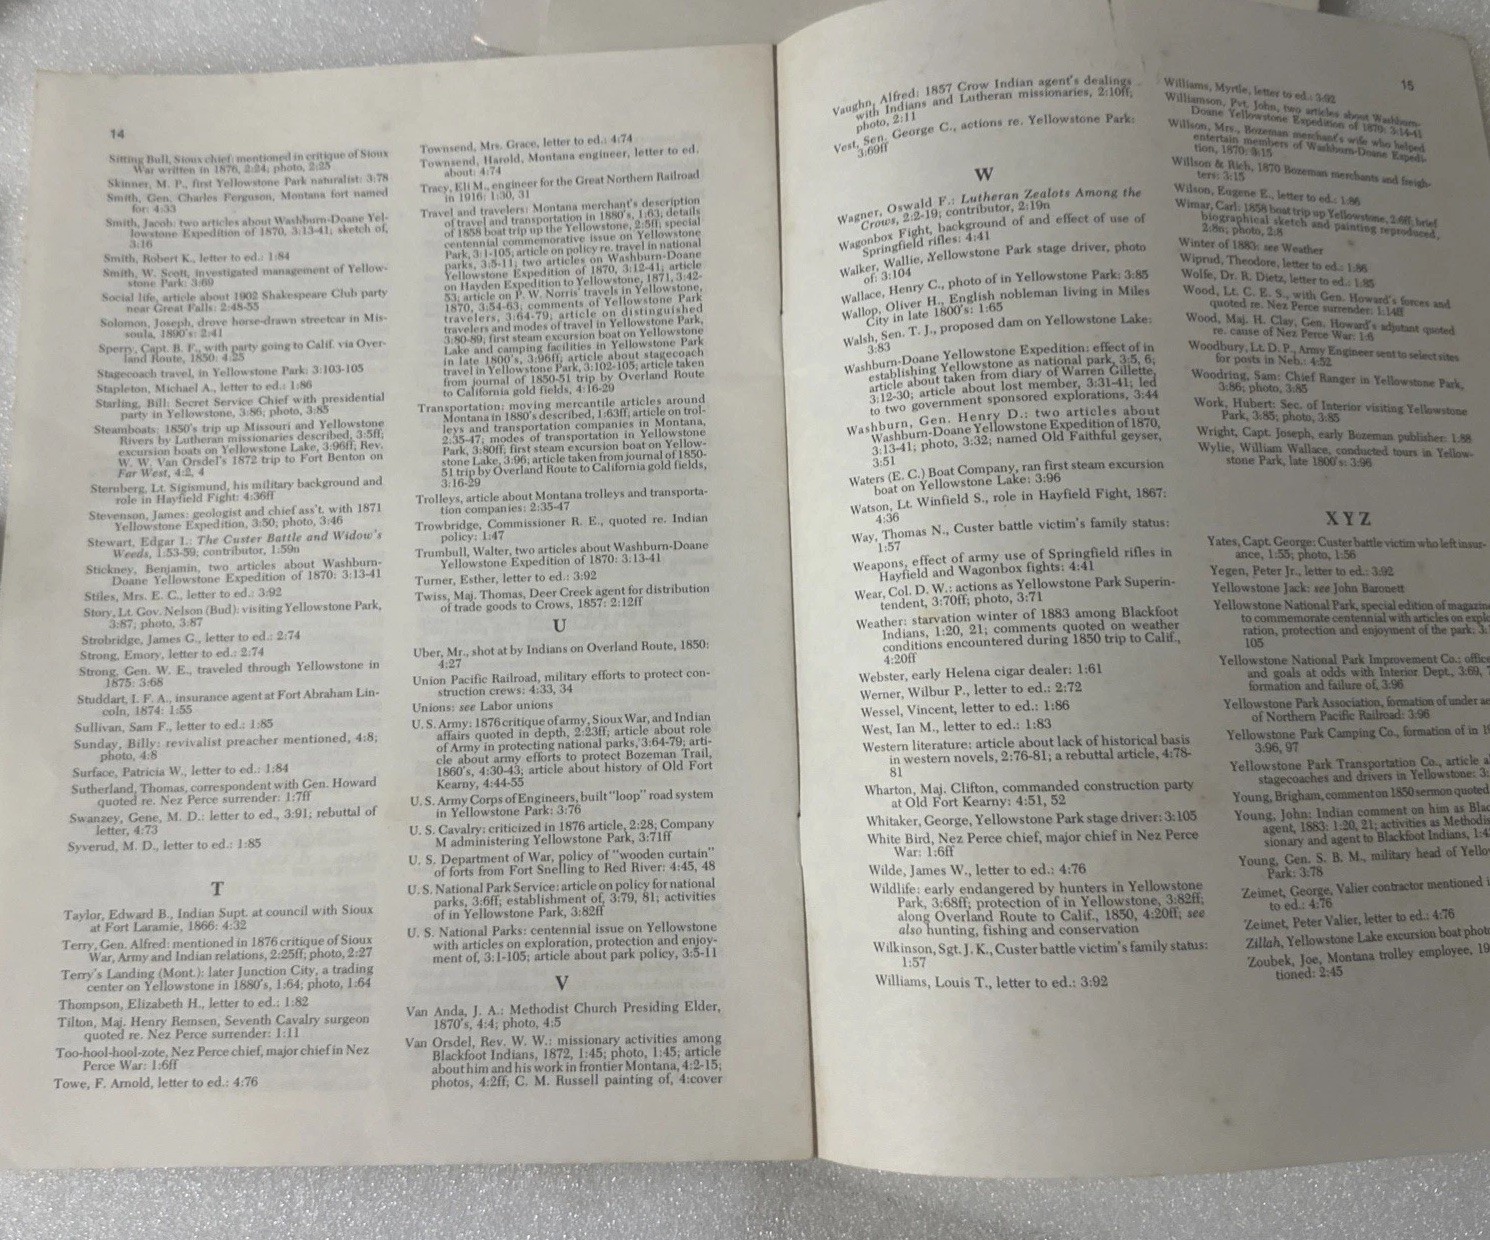 14
Sitting Bull, Sioux chief: mentioned in critique of Sioux
War written in 1876, 2:24; photo, 2:25
Skinner, M. P., first Yellowstone Park naturalist: 3:78
Smith, Gen. Charles Ferguson, Montana fort named
for: 4:33
Smith, Jacob: two articles about Washburn-Doane Yel-
lowstone Expedition of 1870, 3:13-41; sketch of,
3:16
Smith, Robert K., letter to ed.: 1:84
Smith, W. Scott, investigated management of Yellow-
stone Park: 3:69
Social life, article about 1902 Shakespeare Club party
near Great Falls: 2:48-55
Solomon, Joseph, drove horse-drawn streetcar in Mis-
soula, 1890's: 2:41
Sperry, Capt. B. F., with party going to Calif. via Over-
land Route, 1850: 4:25
Stagecoach travel, in Yellowstone Park: 3:103-105
Stapleton, Michael A., letter to ed.: 1:86
Starling, Bill: Secret Service Chief with presidential
party in Yellowstone, 3:86; photo, 3:85
Steamboats: 1850's trip up Missouri and Yellowstone
Rivers by Lutheran missionaries described, 3:5ff;
excursion boats on Yellowstone Lake, 3:96ff; Rev.
W. W. Van Orsdel's 1872 trip to Fort Benton on
Far West, 4:2, 4
Sternberg, Lt. Sigismund, his military background and
role in Hayfield Fight: 4:36ff
Stevenson, James: geologist and chief ass't. with 1871
Yellowstone Expedition, 3:50; photo, 3:46
Stewart, Edgar I.: The Custer Battle and Widow's
Weeds, 1:53-59; contributor, 1:59n
Stickney, Benjamin, two articles about Washburn-
Doane Yellowstone Expedition of 1870: 3:13-41
Stiles, Mrs. E. C., letter to ed.: 3:92
Story, Lt. Gov. Nelson (Bud): visiting Yellowstone Park,
3:87; photo, 3:87
Strobridge, James G., letter to ed.: 2:74
Strong, Emory, letter to ed.: 2:74
Strong, Gen. W. E., traveled through Yellowstone in
1875: 3:68
Studdart, I. F. A., insurance agent at Fort Abraham Lin-
coln, 1874: 1:55
Sullivan, Sam F., letter to ed.: 1:85
Sunday, Billy: revivalist preacher mentioned, 4:8;
photo, 4:8
Surface, Patricia W., letter to ed.: 1:84
Sutherland, Thomas, correspondent with Gen. Howard
quoted re. Nez Perce surrender: 1:7ff
Swanzey, Gene, M. D.: letter to ed., 3:91; rebuttal of
letter, 4:73
Syverud, M. D., letter to ed.: 1:85
T
Taylor, Edward B., Indian Supt. at council with Sioux
at Fort Laramie, 1866: 4:32
Terry, Gen. Alfred: mentioned in 1876 critique of Sioux
War, Army and Indian relations, 2:25ff; photo, 2:27
Terry's Landing (Mont.): later Junction City, a trading
center on Yellowstone in 1880's, 1:64; photo, 1:64
Thompson, Elizabeth H., letter to ed.: 1:82
Tilton, Maj. Henry Remsen, Seventh Cavalry surgeon
quoted re. Nez Perce surrender: 1:11
Too-hool-hool-zote, Nez Perce chief, major chief in Nez
Perce War: 1:6ff
Towe, F. Arnold, letter to ed.: 4:76
Townsend, Mrs. Grace, letter to ed.: 4:74
Townsend, Harold, Montana engineer, letter to ed.
about: 4:74
Tracy, Eli M., engineer for the Great Northern Railroad
in 1916: 1:30, 31
Travel and travelers: Montana merchant's description
of travel and transportation in 1880's, 1:63; details
of 1858 boat trip up the Yellowstone, 2:5ff; special
centennial commemorative issue on Yellowstone
Park, 3:1-105; article on policy re. travel in national
parks, 3:5-11; two articles on Washburn-Doane
Yellowstone Expedition of 1870, 3:12-41; article
on Hayden Expedition to Yellowstone, 1871, 3:42-
53; article on P. W. Norris' travels in Yellowstone,
1870, 3:54-63; comments of Yellowstone Park
travelers, 3:64-79; article on distinguished
travelers and modes of travel in Yellowstone Park,
3:80-89; first steam excursion boat on Yellowstone
Lake and camping facilities in Yellowstone Park
in late 1800's, 3:96ff; article about stagecoach
travel in Yellowstone Park, 3:102-105; article taken
from journal of 1850-51 trip by Overland Route
to California gold fields, 4:16-29
Transportation: moving mercantile articles around
Montana in 1880's described, 1:63ff; article on trol-
leys and transportation companies in Montana,
2:35-47; modes of transportation in Yellowstone
Park, 3:80ff; first steam excursion boat on Yellow-
stone Lake, 3:96; article taken from journal of 1850-
51 trip by Overland Route to California gold fields,
3:16-29
Trolleys, article about Montana trolleys and transporta-
tion companies: 2:35-47
Trowbridge, Commissioner R. E., quoted re. Indian
policy: 1:47
Trumbull, Walter, two articles about Washburn-Doane
Yellowstone Expedition of 1870: 3:13-41
Turner, Esther, letter to ed.: 3:92
Twiss, Maj. Thomas, Deer Creek agent for distribution
of trade goods to Crows, 1857: 2:12ff
U
Uber, Mr., shot at by Indians on Overland Route, 1850:
4:27
Union Pacific Railroad, military efforts to protect con-
struction crews: 4:33, 34
Unions: see Labor unions
U. S. Army: 1876 critique of army, Sioux War, and Indian
affairs quoted in depth, 2:23ff; article about role
of Army in protecting national parks, 3:64-79; arti-
cle about army efforts to protect Bozeman Trail,
1860's, 4:30-43; article about history of Old Fort
Kearny, 4:44-55
U. S. Army Corps of Engineers, built "loop" road system
in Yellowstone Park: 3:76
U. S. Cavalry: criticized in 1876 article, 2:28; Company
M administering Yellowstone Park, 3:71ff
U. S. Department of War, policy of "wooden curtain"
of forts from Fort Snelling to Red River: 4:45, 48
U. S. National Park Service: article on policy for national
parks, 3:6ff; establishment of, 3:79, 81; activities
of in Yellowstone Park, 3:82ff
U. S. National Parks: centennial issue on Yellowstone
with articles on exploration, protection and enjoy-
ment of, 3:1-105; article about park policy, 3:5-11
V
Van Anda, J. A.: Methodist Church Presiding Elder,
1870's, 4:4; photo, 4:5
Van Orsdel, Rev. W. W.: missionary activities among
Blackfoot Indians, 1872, 1:45; photo, 1:45; article
about him and his work in frontier Montana, 4:2-15;
photos, 4:2ff; C. M. Russell painting of, 4:cover
15
Vaughn, Alfred: 1857 Crow Indian agent's dealings
with Indians and Lutheran missionaries, 2:10ff;
photo, 2:11
Vest, Sen. George C., actions re. Yellowstone Park:
3:69ff
W
Wagner, Oswald F.: Lutheran Zealots Among the
Crows, 2:2-19; contributor, 2:19n
Wagonbox Fight, background of and effect of use of
Springfield rifles: 4:41
Walker, Wallie, Yellowstone Park stage driver, photo
of: 3:104
Wallace, Henry C., photo of in Yellowstone Park: 3:85
Wallop, Oliver H., English nobleman living in Miles
City in late 1800's: 1:65
Walsh, Sen. T. J., proposed dam on Yellowstone Lake:
3:83
Washburn-Doane Yellowstone Expedition: effect of in
establishing Yellowstone as national park, 3:5, 6;
article about taken from diary of Warren Gillette,
3:12-30; article about lost member, 3:31-41; led
to two government sponsored explorations, 3:44
Washburn, Gen. Henry D.: two articles about
Washburn-Doane Yellowstone Expedition of 1870,
3:13-41; photo, 3:32; named Old Faithful geyser,
3:51
Waters (E. C.) Boat Company, ran first steam excursion
boat on Yellowstone Lake: 3:96
Watson, Lt. Winfield S., role in Hayfield Fight, 1867:
4:36
Way, Thomas N., Custer battle victim's family status:
1:57
Weapons, effect of army use of Springfield rifles in
Hayfield and Wagonbox fights: 4:41
Wear, Col. D. W.: actions as Yellowstone Park Superin-
tendent, 3:70ff; photo, 3:71
Weather: starvation winter of 1883 among Blackfoot
Indians, 1:20, 21; comments quoted on weather
conditions encountered during 1850 trip to Calif.,
4:20ff
Webster, early Helena cigar dealer: 1:61
Werner, Wilbur P., letter to ed.: 2:72
Wessel, Vincent, letter to ed.: 1:86
West, Ian M., letter to ed.: 1:83
Western literature: article about lack of historical basis
in western novels, 2:76-81; a rebuttal article, 4:78-
81
Wharton, Maj. Clifton, commanded construction party
at Old Fort Kearny: 4:51, 52
Whitaker, George, Yellowstone Park stage driver: 3:105
White Bird, Nez Perce chief, major chief in Nez Perce
War: 1:6ff
Wilde, James W., letter to ed.: 4:76
Wildlife: early endangered by hunters in Yellowstone
Park, 3:68ff; protection of in Yellowstone, 3:82ff;
along Overland Route to Calif., 1850, 4:20ff; see
also hunting, fishing and conservation
Wilkinson, Sgt. J. K., Custer battle victim's family status:
1:57
Williams, Louis T., letter to ed.: 3:92
Williams, Myrtle, letter to ed.: 3:92
Williamson, Pvt. John, two articles about Washburn-
Doane Yellowstone Expedition of 1870: 3:14-41
Willson, Mrs., Bozeman merchant's wife who helped
entertain members of Washburn-Doane Expedi-
tion, 1870: 3:15
Willson & Rich, 1870 Bozeman merchants and freigh-
ters: 3:15
Wilson, Eugene E., letter to ed.: 1:86
Wimar, Carl: 1858 boat trip up Yellowstone, 2:6ff; brief
biographical sketch and painting reproduced,
2:8n; photo, 2:8
Winter of 1883: see Weather
Wiprud, Theodore, letter to ed.: 1:86
Wolfe, Dr. R. Dietz, letter to ed.: 1:85
Wood, Lt. C. E. S., with Gen. Howard's forces and
quoted re. Nez Perce surrender: 1:14ff
Wood, Maj. H. Clay, Gen. Howard's adjutant quoted
re. cause of Nez Perce War: 1:6
Woodbury, Lt. D. P., Army Engineer sent to select sites
for posts in Neb.: 4:52
Woodring, Sam: Chief Ranger in Yellowstone Park,
3:86; photo, 3:85
Work, Hubert: Sec. of Interior visiting Yellowstone
Park, 3:85; photo, 3:85
Wright, Capt. Joseph, early Bozeman publisher: 1:88
Wylie, William Wallace, conducted tours in Yellow-
stone Park, late 1800's: 3:96
XYZ
Yates, Capt. George: Custer battle victim who left insur-
ance, 1:55; photo, 1:56
Yegen, Peter Jr., letter to ed.: 3:92
Yellowstone Jack: see John Baronett
Yellowstone National Park, special edition of magazine
to commemorate centennial with articles on explo
ration, protection and enjoyment of the park: 3:
105
Yellowstone National Park Improvement Co.: office
and goals at odds with Interior Dept., 3:69, 7
formation and failure of, 3:96
Yellowstone Park Association, formation of under
of Northern Pacific Railroad: 3:96
Yellowstone Park Camping Co., formation of in
3:96, 97
Yellowstone Park Transportation Co., article a
stagecoaches and drivers in Yellowstone: 3:
Young, Brigham, comment on 1850 sermon quoted
Young, John: Indian comment on him as Blac
agent, 1883: 1:20, 21; activities as Methodis
sionary and agent to Blackfoot Indians, 1:4
Young, Gen. S. B. M., military head of Yello
Park: 3:78
Zeimet, George, Valier contractor mentioned i
to ed.: 4:76
Zeimet, Peter Valier, letter to ed.: 4:76
Zillah, Yellowstone Lake excursion boat phot
Zoubek, Joe, Montana trolley employee, 19
tioned: 2:45